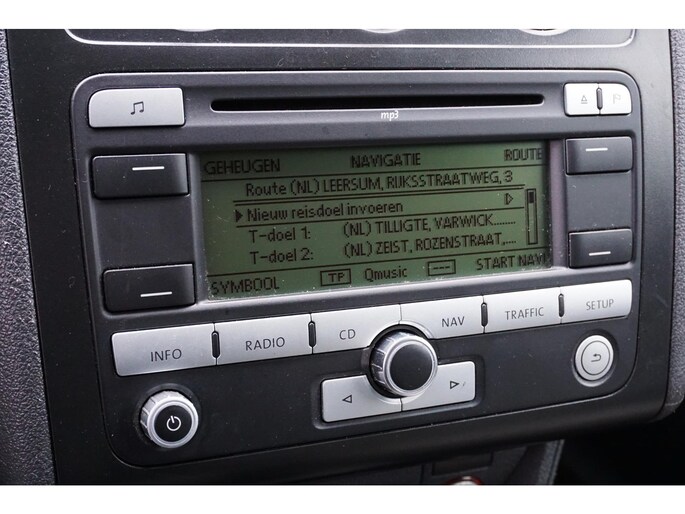 mp3
GEHEUGEN NAVIGATIE ROUTE
Route (NL) LEERSUM, RIJKSSTRAATWEG, 3
Nieuw reisdoel invoeren
T-doel 1: (NL) TILLIGTE, VARWICK........
T-doel 2: (NL) ZEIST, ROZENSTRAAT,....
SYMBOOL TP Qmusic --- START NAVI
INFO RADIO CD NAV TRAFFIC SETUP